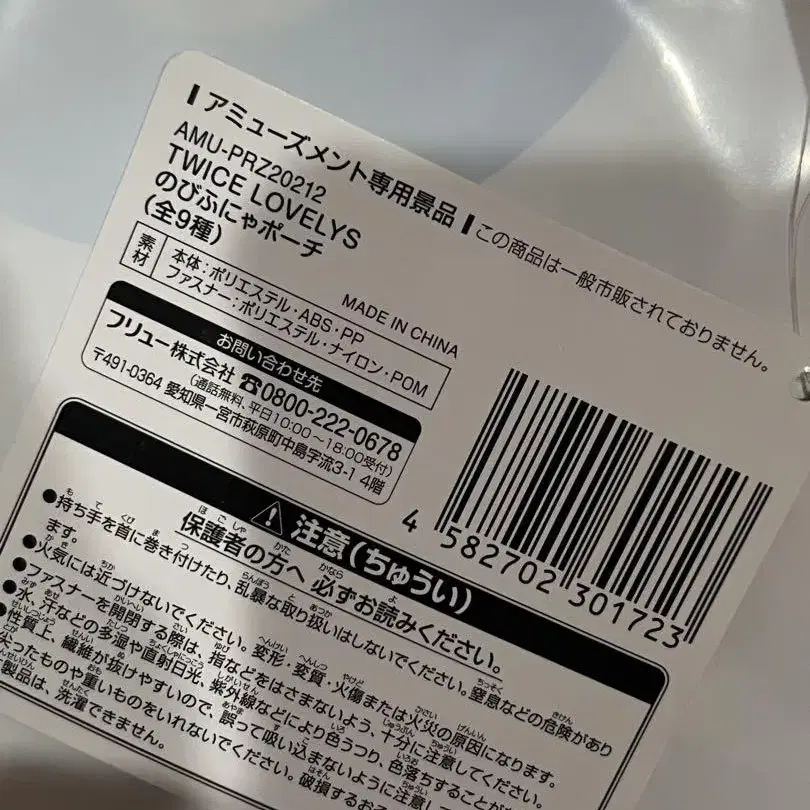 アミューズメント専用景品 この商品は一般市販されておりません。
AMU-PRZ20212
TWICE LOVELYS
のびふにゃポーチ
(全9種)
素材
本体:ポリエステル・ABS・PP
ファスナー:ポリエステル・ナイロン・POM
MADE IN CHINA
お問い合わせ先
フリュー株式会社 ☎0800-222-0678
(通話無料、平日10:00~18:00受付)
〒491-0364 愛知県一宮市萩原町中島字流3-1 4階
4 582702 301723
注意(ちゅうい)
保護者の方へ 必ずお読みください。
●持ち手を首に巻き付けたり、乱暴な取り扱いはしないでください。窒息などの危険があり
ます。
●火気には近づけないでください。変形・変質・火傷または火災の原因になります。
●ファスナーを開閉する際は、指などをはさまないよう、十分に注意してください。
●水、汗などの多湿や直射日光、紫外線などにより色うつり、色落ちすることが
●性質上、繊維が抜けやすいので、誤って吸い込まないように注意して
尖ったものや重いものをいれないでください。破損するお
製品は、洗濯できません。